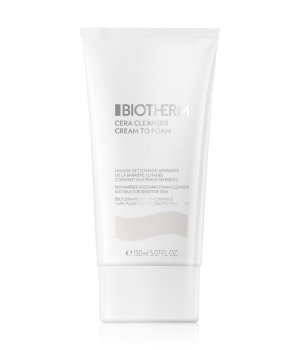 BIOTHERM
CERA CLEANSER
CREAM TO FOAM
MOUSSE NETTOYANTE APAISANTE
DE LA BARRIÈRE CUTANÉE
CONVIENT AUX PEAUX SENSIBLES
SKIN BARRIER SOOTHING FOAM CLEANSER
SUITABLE FOR SENSITIVE SKIN
℮ 150 ml 5.07 FL. OZ.